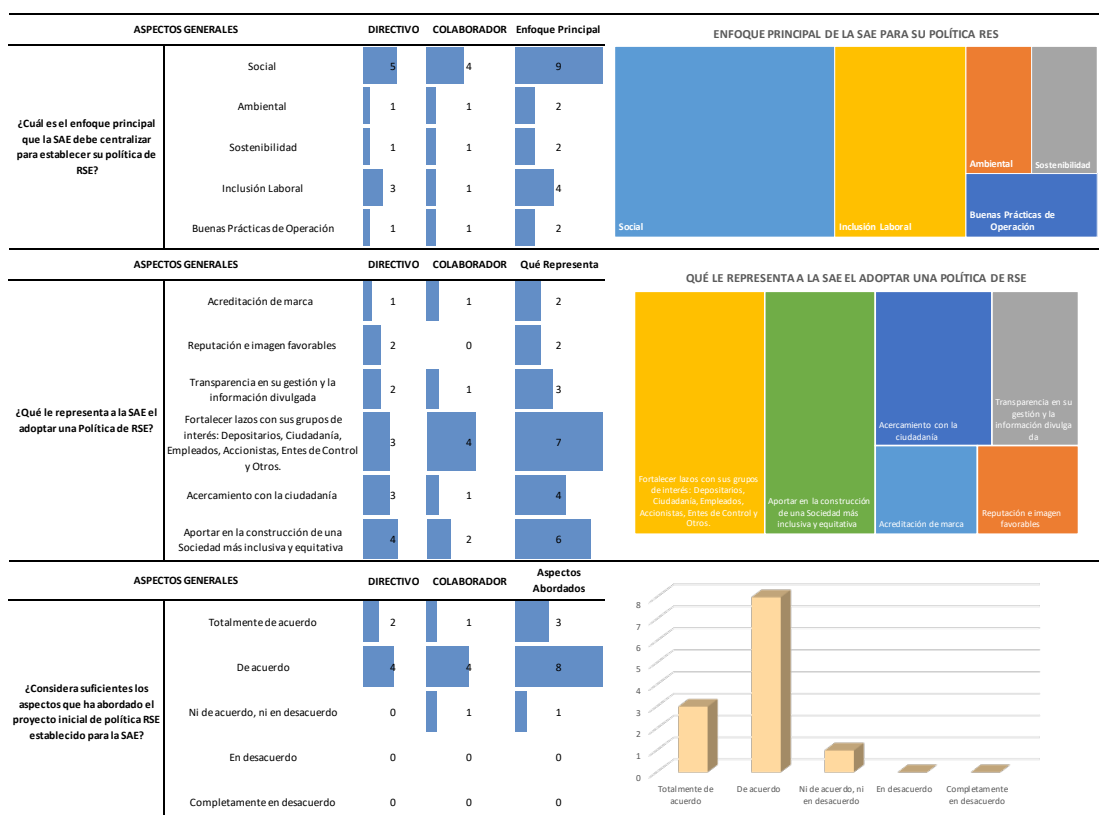 ASPECTOS GENERALES DIRECTIVO COLABORADOR Enfoque Principal
¿Cuál es el enfoque principal
que la SAE debe centralizar
para establecer su política de
RSE?
Social 5 4 9
Ambiental 1 1 2
Sostenibilidad 1 1 2
Inclusión Laboral 3 1 4
Buenas Prácticas de Operación 1 1 2
ENFOQUE PRINCIPAL DE LA SAE PARA SU POLÍTICA RES
Social
Inclusión Laboral
Ambiental
Sostenibilidad
Buenas Prácticas de
Operación
ASPECTOS GENERALES DIRECTIVO COLABORADOR Qué Representa
¿Qué le representa a la SAE el
adoptar una Política de RSE?
Acreditación de marca 1 1 2
Reputación e imagen favorables 2 0 2
Transparencia en su gestión y la
información divulgada 2 1 3
Fortalecer lazos con sus grupos de
interés: Depositarios, Ciudadanía,
Empleados, Accionistas, Entes de Control
y Otros. 3 4 7
Acercamiento con la ciudadanía 3 1 4
Aportar en la construcción de una
Sociedad más inclusiva y equitativa 4 2 6
QUÉ LE REPRESENTA A LA SAE EL ADOPTAR UNA POLÍTICA DE RSE
Fortalecer lazos con sus grupos
de interés: Depositarios,
Ciudadanía, Empleados,
Accionistas, Entes de Control y
Otros.
Aportar en la construcción
de una Sociedad más
inclusiva y equitativa
Acercamiento con la
ciudadanía
Transparencia en su
gestión y la
información divulga
da
Acreditación de marca
Reputación e imagen
favorables
ASPECTOS GENERALES DIRECTIVO COLABORADOR Aspectos
Abordados
¿Considera suficientes los
aspectos que ha abordado el
proyecto inicial de política RSE
establecido para la SAE?
Totalmente de acuerdo 2 1 3
De acuerdo 4 4 8
Ni de acuerdo, ni en desacuerdo 0 1 1
En desacuerdo 0 0 0
Completamente en desacuerdo 0 0 0
8
7
6
5
4
3
2
1
0
Totalmente de
acuerdo
De acuerdo
Ni de acuerdo, ni
en desacuerdo
En desacuerdo
Completamente
en desacuerdo